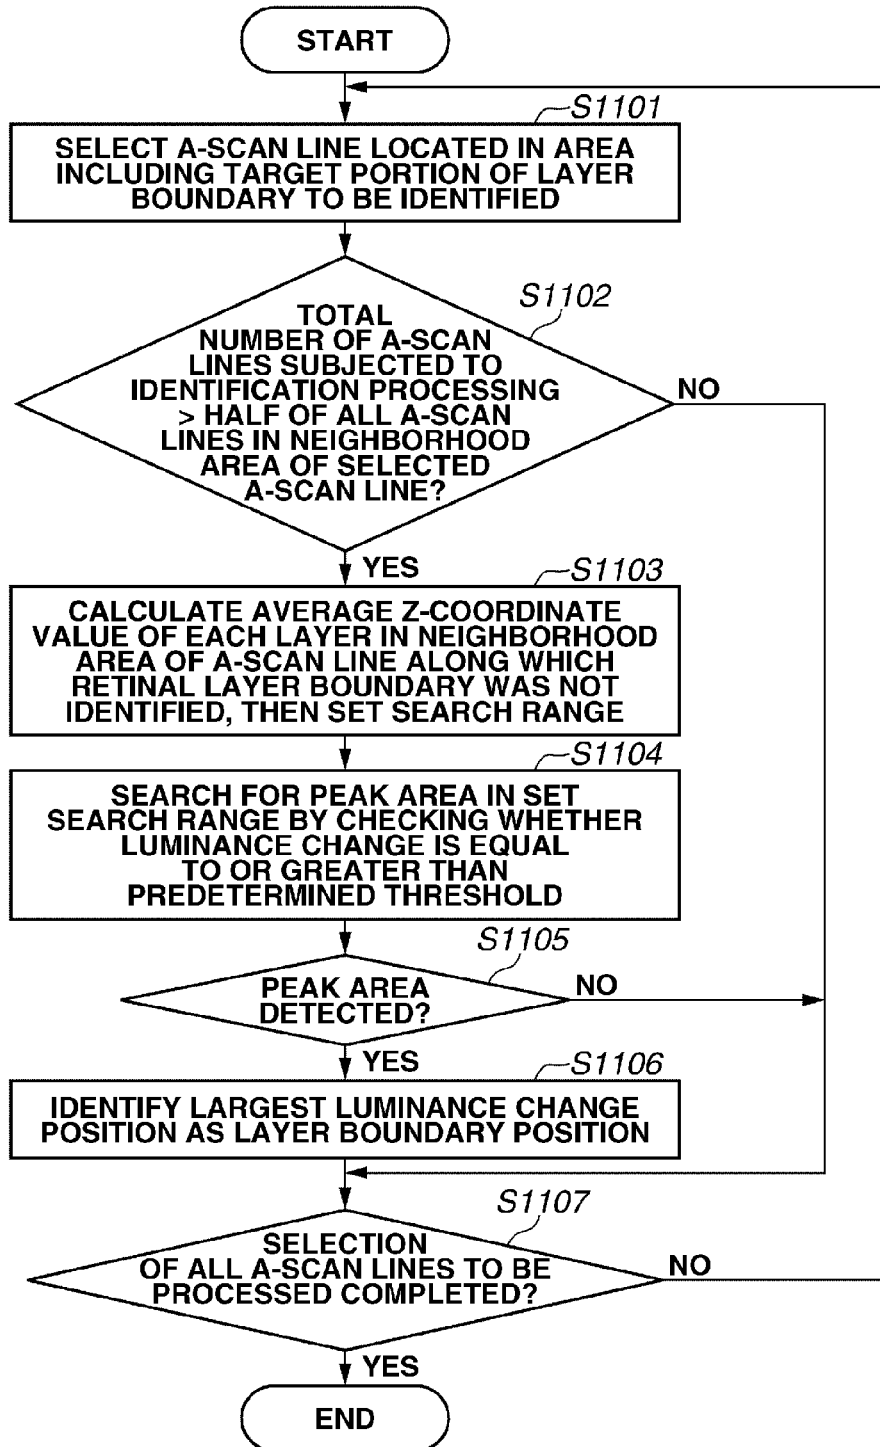 START
S1101
SELECT A-SCAN LINE LOCATED IN AREA
INCLUDING TARGET PORTION OF LAYER
BOUNDARY TO BE IDENTIFIED
S1102
TOTAL
NUMBER OF A-SCAN
LINES SUBJECTED TO
IDENTIFICATION PROCESSING
> HALF OF ALL A-SCAN
LINES IN NEIGHBORHOOD
AREA OF SELECTED
A-SCAN LINE?
NO
YES
S1103
CALCULATE AVERAGE Z-COORDINATE
VALUE OF EACH LAYER IN NEIGHBORHOOD
AREA OF A-SCAN LINE ALONG WHICH
RETINAL LAYER BOUNDARY WAS NOT
IDENTIFIED, THEN SET SEARCH RANGE
S1104
SEARCH FOR PEAK AREA IN SET
SEARCH RANGE BY CHECKING WHETHER
LUMINANCE CHANGE IS EQUAL
TO OR GREATER THAN
PREDETERMINED THRESHOLD
S1105
PEAK AREA
DETECTED?
NO
YES
S1106
IDENTIFY LARGEST LUMINANCE CHANGE
POSITION AS LAYER BOUNDARY POSITION
S1107
SELECTION
OF ALL A-SCAN LINES TO BE
PROCESSED COMPLETED?
NO
YES
END